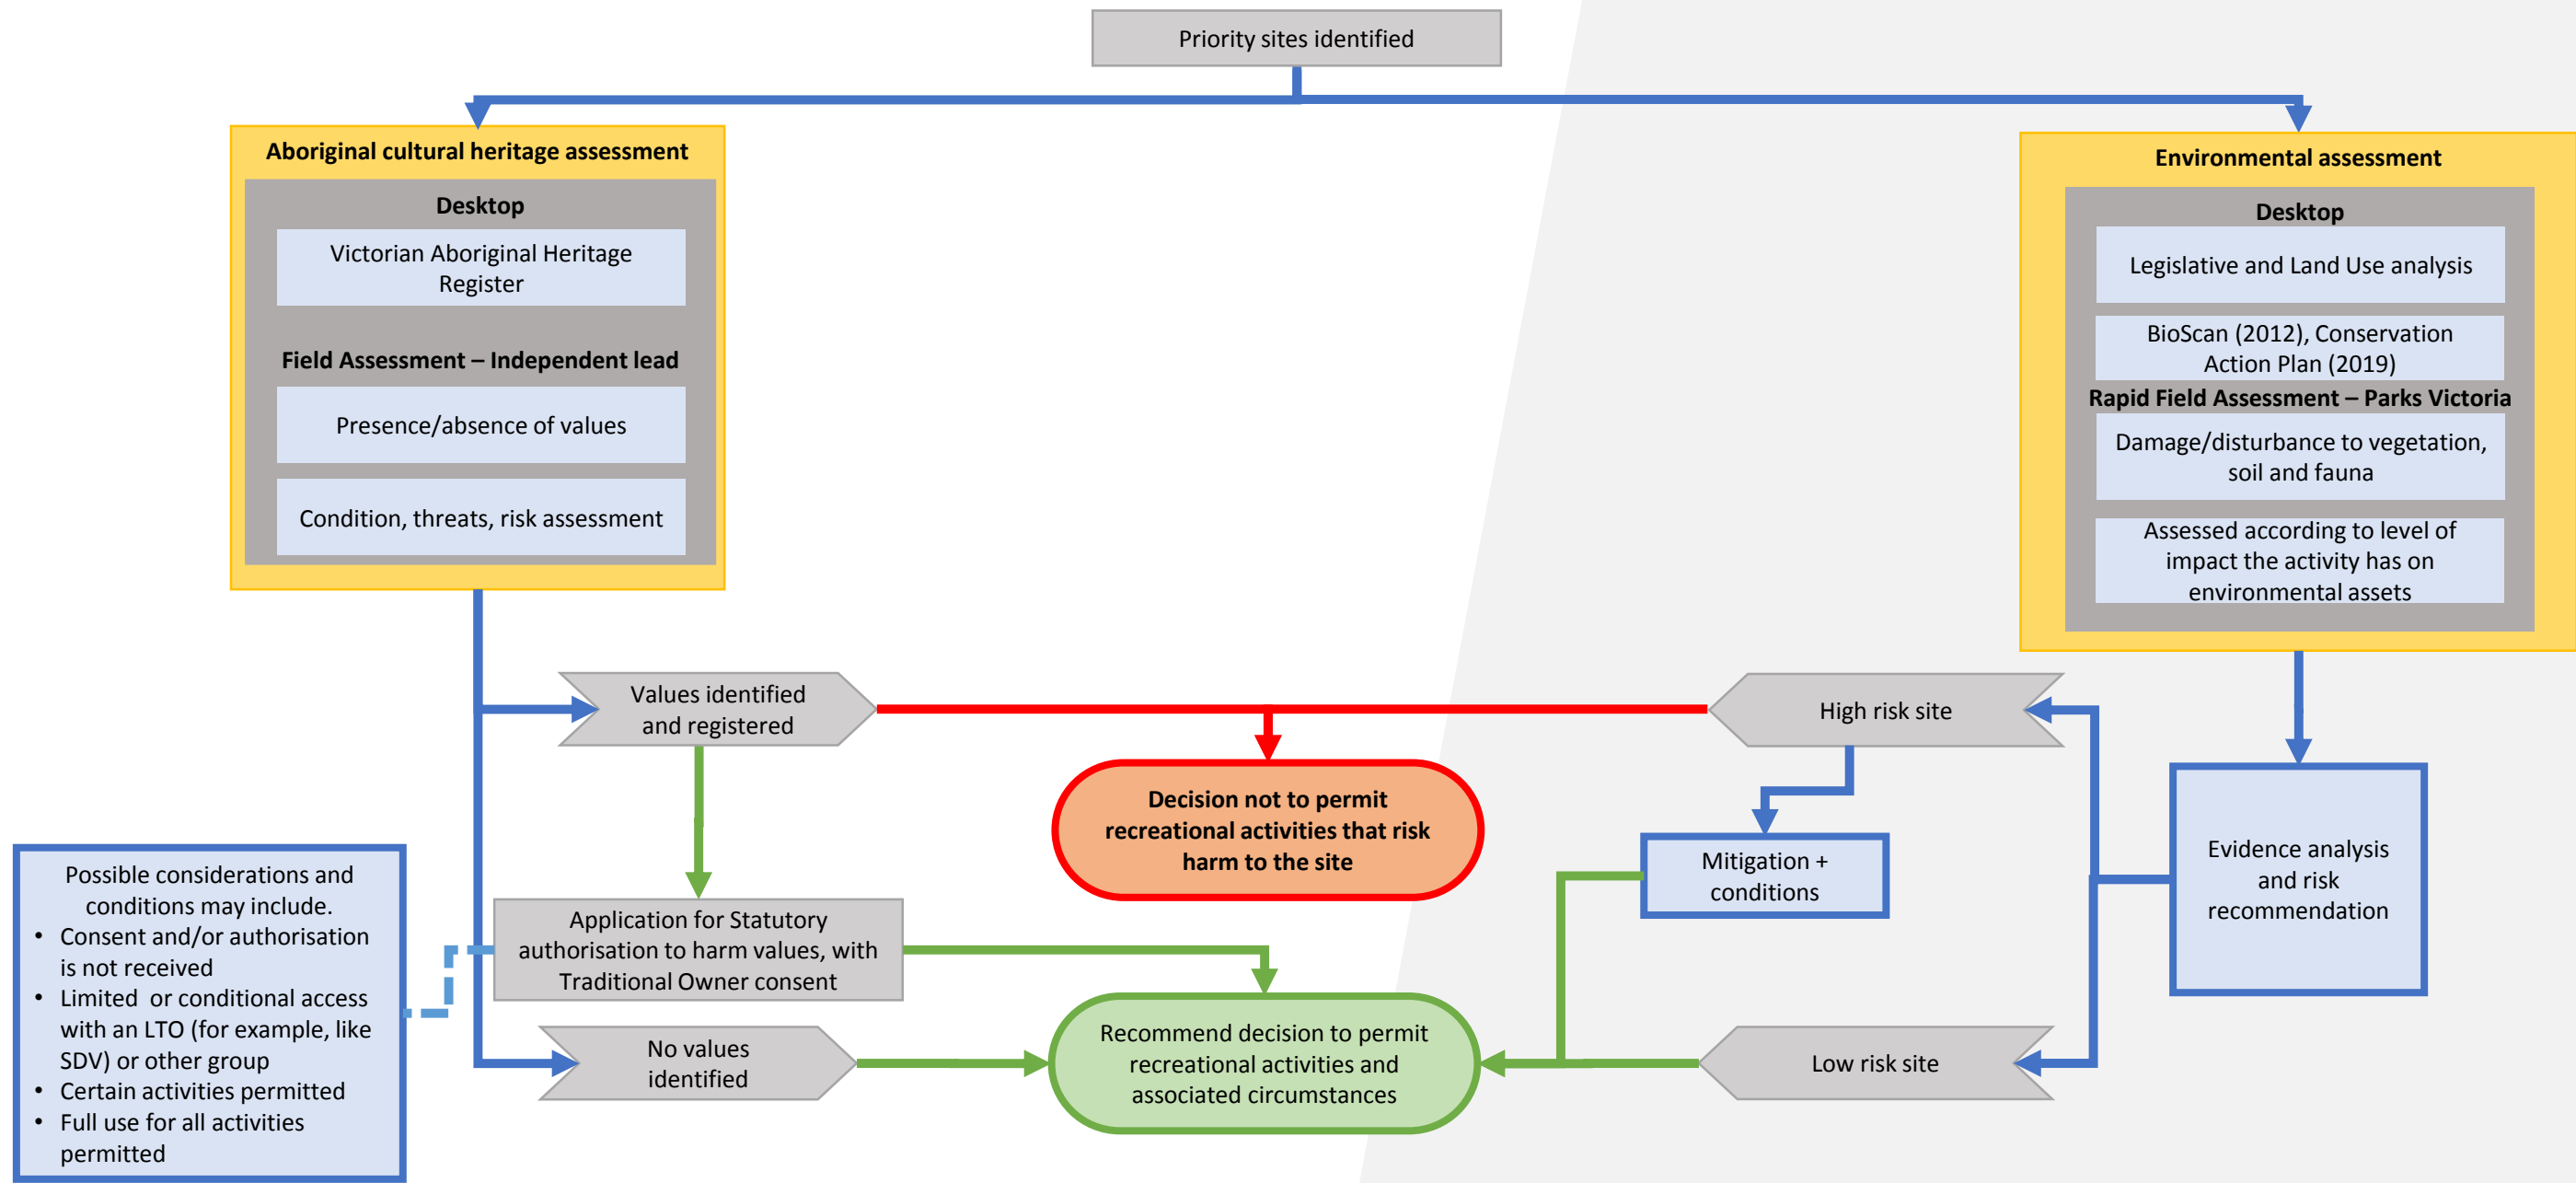 Priority sites identified
Aboriginal cultural heritage assessment
Desktop
Victorian Aboriginal Heritage
Register
Field Assessment – Independent lead
Presence/absence of values
Condition, threats, risk assessment
Environmental assessment
Desktop
Legislative and Land Use analysis
BioScan (2012), Conservation
Action Plan (2019)
Rapid Field Assessment – Parks Victoria
Damage/disturbance to vegetation,
soil and fauna
Assessed according to level of
impact the activity has on
environmental assets
Values identified
and registered
High risk site
Decision not to permit
recreational activities that risk
harm to the site
Mitigation +
conditions
Evidence analysis
and risk
recommendation
Possible considerations and
conditions may include.
• Consent and/or authorisation
is not received
• Limited or conditional access
with an LTO (for example, like
SDV) or other group
• Certain activities permitted
• Full use for all activities
permitted
Application for Statutory
authorisation to harm values, with
Traditional Owner consent
No values
identified
Recommend decision to permit
recreational activities and
associated circumstances
Low risk site